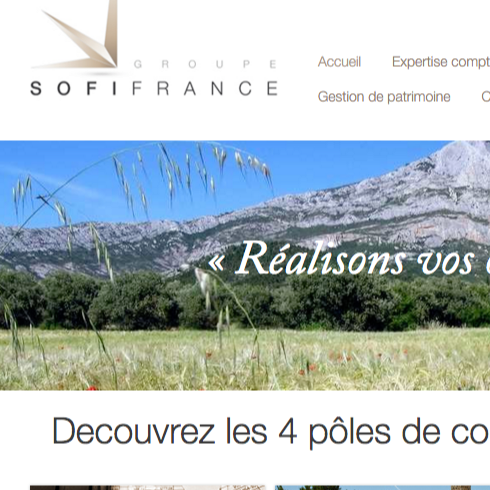 GROUPE
SOFIFRANCE
Accueil Expertise compt
Gestion de patrimoine
« Réalisons vos
Decouvrez les 4 pôles de co